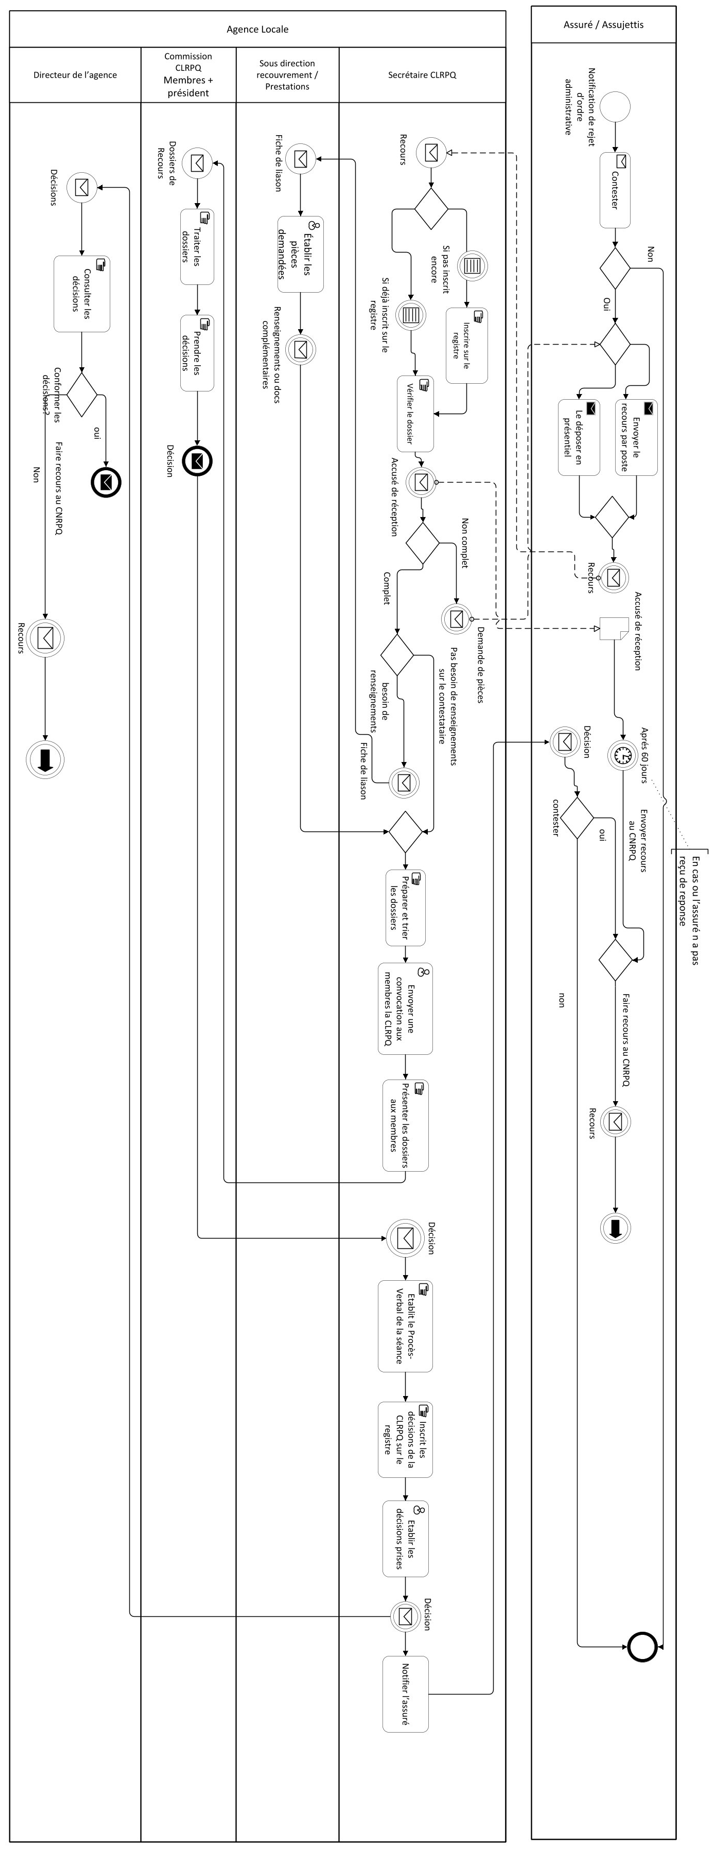 Agence Locale
Directeur de l'agence
Commission
CLRPQ
Membres +
président
Sous direction
recouvrement /
Prestations
Secrétaire CLRPQ
Assuré / Assujettis
Notification de rejet
d'ordre
administrative
Contester
Non
Oui
Envoyer le
recours par poste
Le déposer en
présentiel
Recours
Accusé de réception
Aprés 60 jours
En cas ou l'assuré n a pas
reçu de reponse
Envoyer recours
au CNRPQ
Décision
contester
oui
non
Faire recours au CNRPQ
Recours
Recours
Si pas inscrit
encore
Si déjà inscrit sur le
registre
Inscrire sur le
registre
Vérifier le dossier
Accusé de réception
Non complet
Complet
Demande de pièces
Pas besoin de renseignements
sur le contestataire
besoin de
renseignements
Fiche de liason
Préparer et trier
les dossiers
Envoyer une
convocation aux
membres la CLRPQ
Présenter les dossiers
aux membres
Décision
Etablit le Procès-
Verbal de la séance
Inscrit les
décisions de la
CLRPQ sur le
registre
Etablir les
décisions prises
Décision
Notifier l'assuré
Fiche de liason
Établir les
pièces
demandées
Renseignements ou docs
complémentaires
Dossiers de
Recours
Traiter les
dossiers
Prendre les
décisions
Décision
Décisions
Consulter les
décisions
Conformer les
décisions?
oui
Faire recours au CNRPQ
Non
Recours